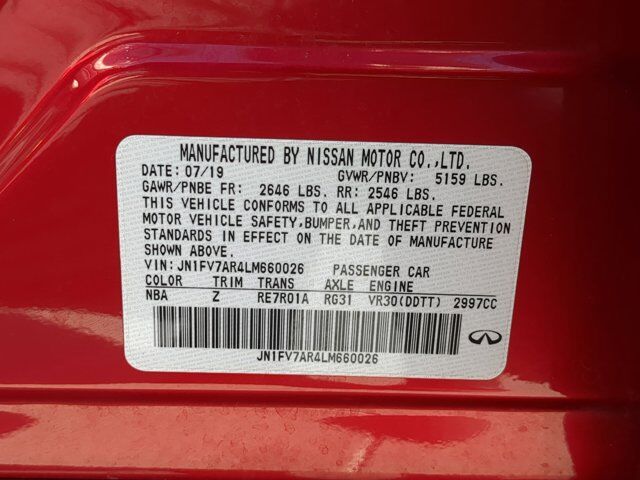 MANUFACTURED BY NISSAN MOTOR CO.,LTD.
DATE: 07/19 GVWR/PNBV: 5159 LBS.
GAWR/PNBE FR: 2646 LBS. RR: 2546 LBS.
THIS VEHICLE CONFORMS TO ALL APPLICABLE FEDERAL
MOTOR VEHICLE SAFETY,BUMPER,AND THEFT PREVENTION
STANDARDS IN EFFECT ON THE DATE OF MANUFACTURE
SHOWN ABOVE.
VIN: JN1FV7AR4LM660026 PASSENGER CAR
COLOR TRIM TRANS AXLE ENGINE
NBA Z RE7R01A RG31 VR30(DDTT) 2997CC
JN1FV7AR4LM660026